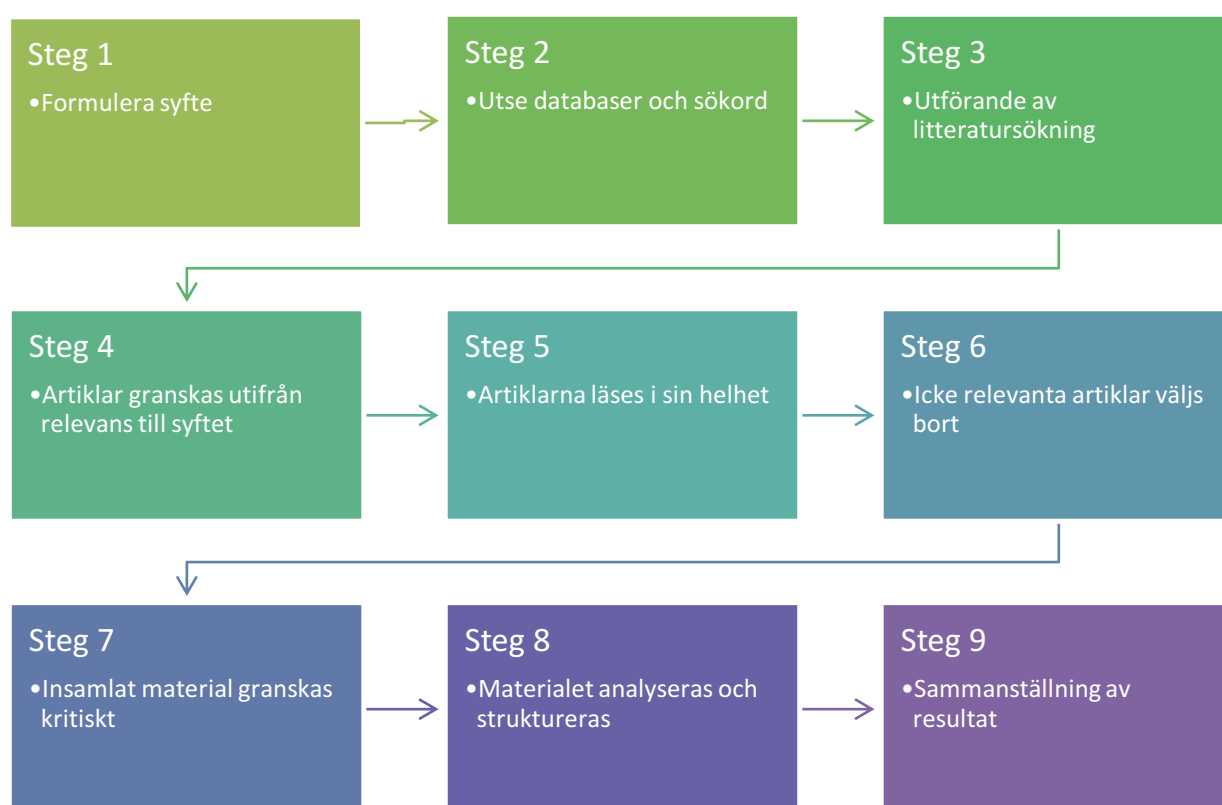 Steg 1
•Formulera syfte
Steg 2
•Utse databaser och sökord
Steg 3
•Utförande av
litteratursökning
Steg 4
•Artiklar granskas utifrån
relevans till syftet
Steg 5
•Artiklarna läses i sin helhet
Steg 6
•Icke relevanta artiklar väljs
bort
Steg 7
•Insamlat material granskas
kritiskt
Steg 8
•Materialet analyseras och
struktureras
Steg 9
•Sammanställning av
resultat